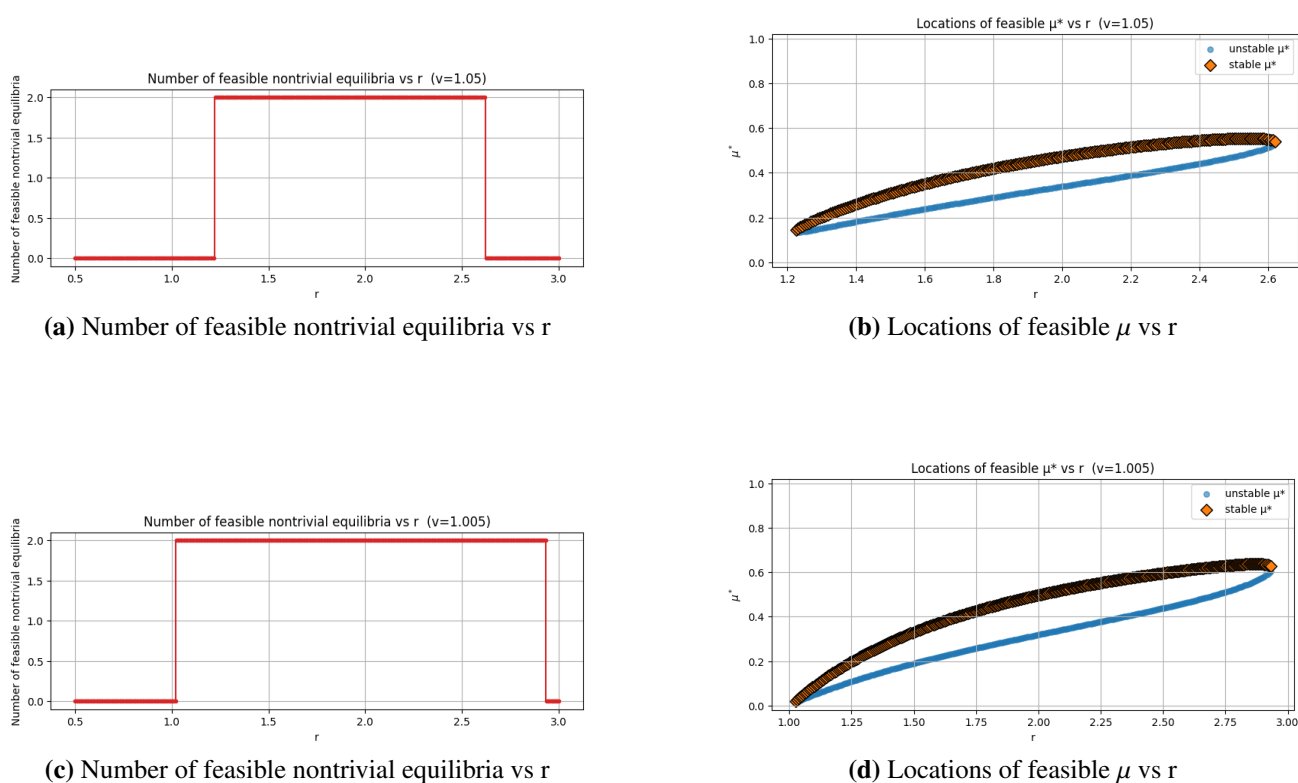 Number of feasible nontrivial equilibria vs r (v=1.05)
Number of feasible nontrivial equilibria
2.0
1.5
1.0
0.5
0.0
0.5 1.0 1.5 2.0 2.5 3.0
r
(a) Number of feasible nontrivial equilibria vs r
Locations of feasible μ* vs r (v=1.05)
unstable μ*
stable μ*
μ*
1.0
0.8
0.6
0.4
0.2
0.0
1.2 1.4 1.6 1.8 2.0 2.2 2.4 2.6
r
(b) Locations of feasible μ vs r
Number of feasible nontrivial equilibria vs r (v=1.005)
Number of feasible nontrivial equilibria
2.0
1.5
1.0
0.5
0.0
0.5 1.0 1.5 2.0 2.5 3.0
r
(c) Number of feasible nontrivial equilibria vs r
Locations of feasible μ* vs r (v=1.005)
unstable μ*
stable μ*
μ*
1.0
0.8
0.6
0.4
0.2
0.0
1.00 1.25 1.50 1.75 2.00 2.25 2.50 2.75 3.00
r
(d) Locations of feasible μ vs r